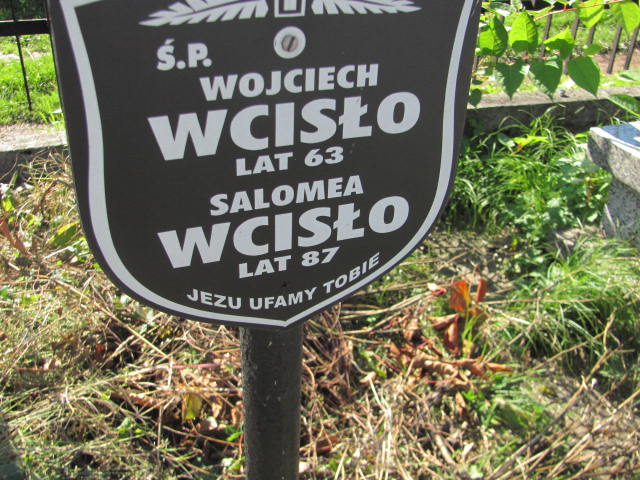 Ś.P.
WOJCIECH
WCISŁO
LAT 63
SALOMEA
WCISŁO
LAT 87
JEZU UFAMY TOBIE